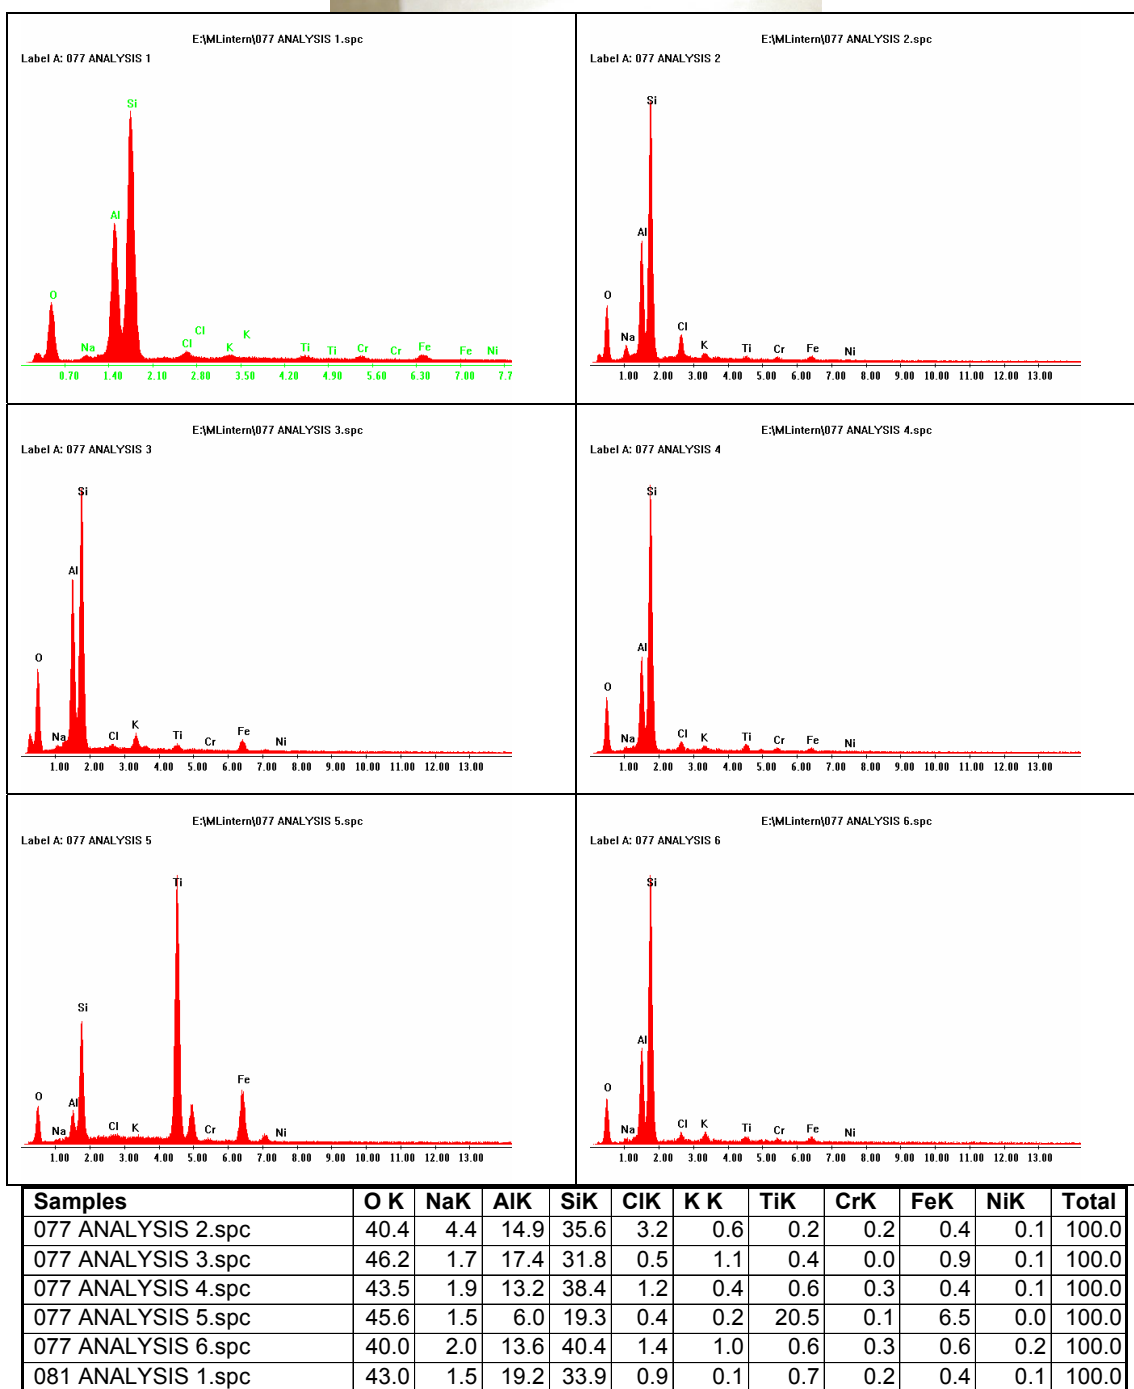 E:\MLintern\077 ANALYSIS 1.spc
Label A: 077 ANALYSIS 1
Si
Al
O
Na Cl Cl K K Ti Ti Cr Cr Fe Fe Ni
0.70 1.40 2.10 2.80 3.50 4.20 4.90 5.60 6.30 7.00 7.7
E:\MLintern\077 ANALYSIS 2.spc
Label A: 077 ANALYSIS 2
Si
Al
O
Na Cl K Ti Cr Fe Ni
1.00 2.00 3.00 4.00 5.00 6.00 7.00 8.00 9.00 10.00 11.00 12.00 13.00
E:\MLintern\077 ANALYSIS 3.spc
Label A: 077 ANALYSIS 3
Si
Al
O
Na Cl K Ti Cr Fe Ni
1.00 2.00 3.00 4.00 5.00 6.00 7.00 8.00 9.00 10.00 11.00 12.00 13.00
E:\MLintern\077 ANALYSIS 4.spc
Label A: 077 ANALYSIS 4
Si
Al
O
Na Cl K Ti Cr Fe Ni
1.00 2.00 3.00 4.00 5.00 6.00 7.00 8.00 9.00 10.00 11.00 12.00 13.00
E:\MLintern\077 ANALYSIS 5.spc
Label A: 077 ANALYSIS 5
Ti
Si
Fe
O Al
Na Cl K Cr Ni
1.00 2.00 3.00 4.00 5.00 6.00 7.00 8.00 9.00 10.00 11.00 12.00 13.00
E:\MLintern\077 ANALYSIS 6.spc
Label A: 077 ANALYSIS 6
Si
Al
O
Na Cl K Ti Cr Fe Ni
1.00 2.00 3.00 4.00 5.00 6.00 7.00 8.00 9.00 10.00 11.00 12.00 13.00
Samples O K NaK AlK SiK ClK K K TiK CrK FeK NiK Total
077 ANALYSIS 2.spc 40.4 4.4 14.9 35.6 3.2 0.6 0.2 0.2 0.4 0.1 100.0
077 ANALYSIS 3.spc 46.2 1.7 17.4 31.8 0.5 1.1 0.4 0.0 0.9 0.1 100.0
077 ANALYSIS 4.spc 43.5 1.9 13.2 38.4 1.2 0.4 0.6 0.3 0.4 0.1 100.0
077 ANALYSIS 5.spc 45.6 1.5 6.0 19.3 0.4 0.2 20.5 0.1 6.5 0.0 100.0
077 ANALYSIS 6.spc 40.0 2.0 13.6 40.4 1.4 1.0 0.6 0.3 0.6 0.2 100.0
081 ANALYSIS 1.spc 43.0 1.5 19.2 33.9 0.9 0.1 0.7 0.2 0.4 0.1 100.0